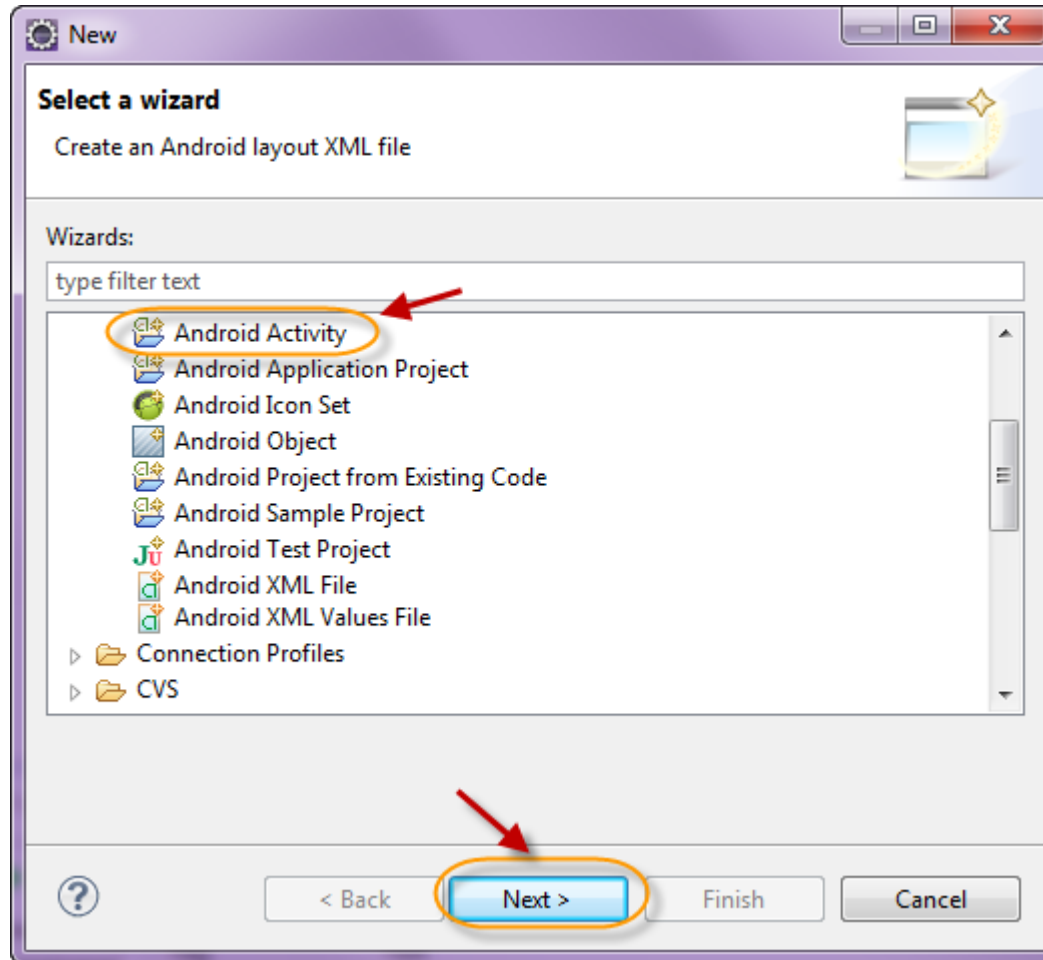 New
Select a wizard
Create an Android layout XML file
Wizards:
type filter text
Android Activity
Android Application Project
Android Icon Set
Android Object
Android Project from Existing Code
Android Sample Project
Android Test Project
Android XML File
Android XML Values File
Connection Profiles
CVS
< Back Next > Finish Cancel